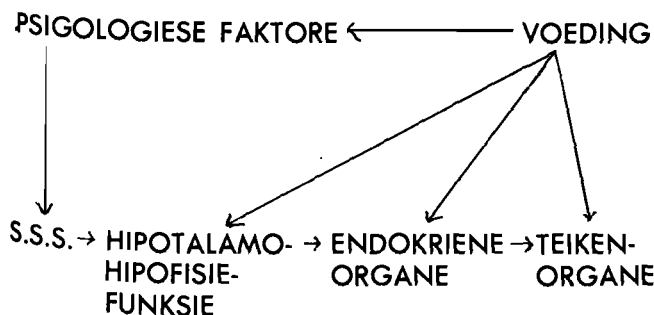 PSIGOLOGIESE FAKTORE ← VOEDING
S.S.S. → HIPOTALAMO- → ENDOKRIENE → TEIKEN-
HIPOFISIE- ORGANE ORGANE
FUNKSIE